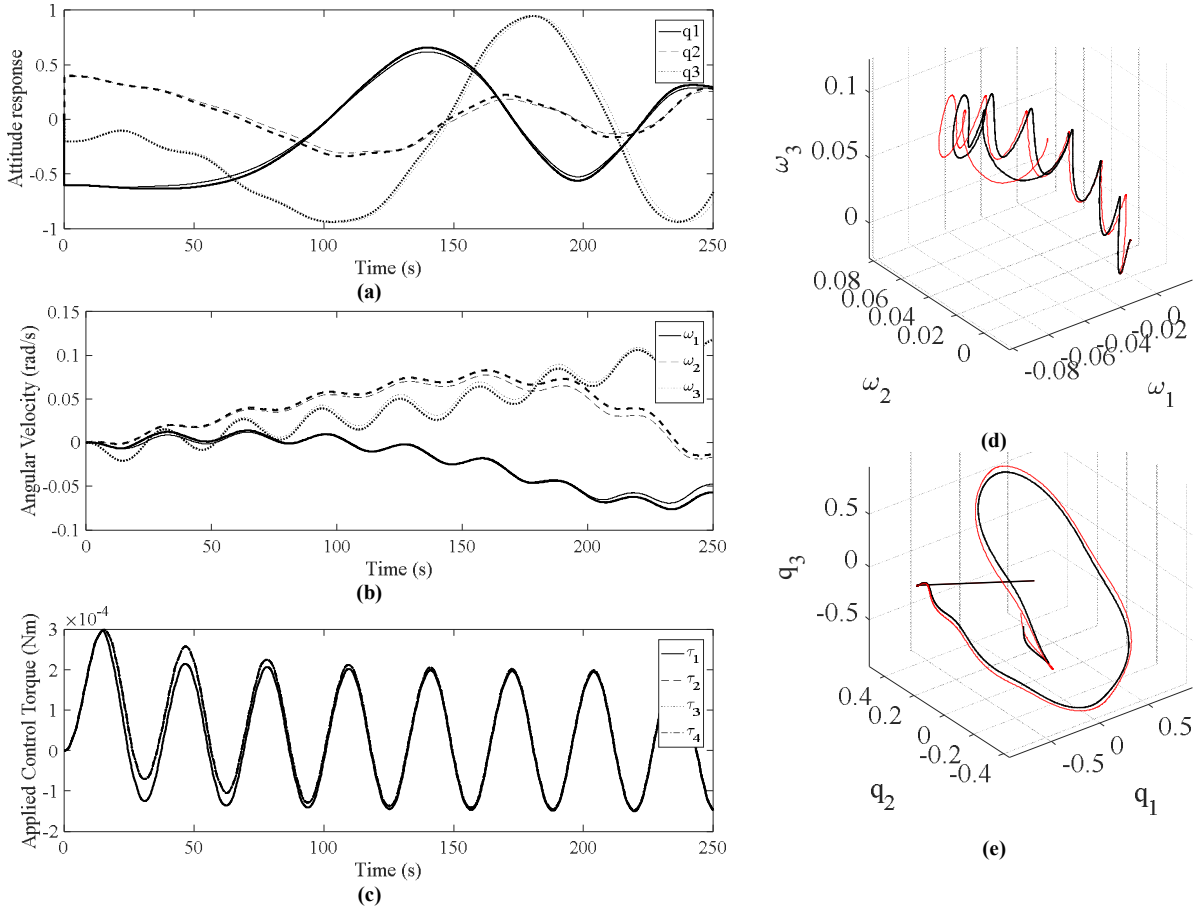 1
0.5
0
-0.5
-1
Attitude response
q1
q2
q3
0 50 100 150 200 250
Time (s)
(a)
0.15
0.1
0.05
0
-0.05
-0.1
Angular Velocity (rad/s)
ω1
ω2
ω3
0 50 100 150 200 250
Time (s)
(b)
×10-4
3
2
1
0
-1
-2
Applied Control Torque (Nm)
τ1
τ2
τ3
τ4
0 50 100 150 200 250
Time (s)
(c)
0.1
0.05
0
ω3
0.08 0.06 0.04 0.02 0
ω2
-0.08 -0.06 -0.04 -0.02 0
ω1
(d)
0.5
0
-0.5
q3
0.4 0.2 0 -0.2 -0.4
q2
-0.5 0 0.5
q1
(e)